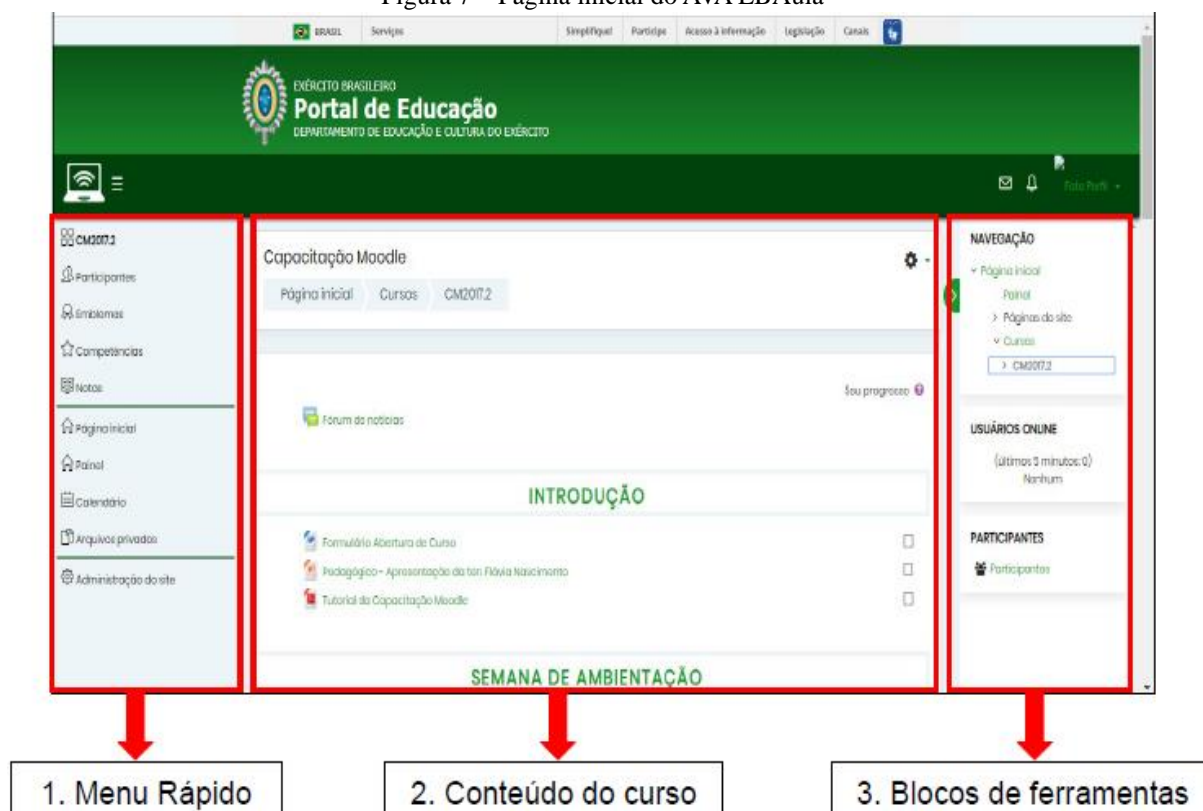 Figura 7 – Página inicial do AVA EBAula
BRASIL Serviços Simplifique! Participe Acesso à informação Legislação Canais
EXÉRCITO BRASILEIRO
Portal de Educação
DEPARTAMENTO DE EDUCAÇÃO E CULTURA DO EXÉRCITO
Foto Perfil
CM2017.2
Participantes
Emblemas
Competências
Notas
Página inicial
Painel
Calendário
Arquivos privados
Administração do site
Capacitação Moodle
Página inicial Cursos CM2017.2
Seu progresso
Fórum de notícias
INTRODUÇÃO
Formulário Abertura de Curso
Pedagógico - Apresentação da ten Flávia Nascimento
Tutorial da Capacitação Moodle
SEMANA DE AMBIENTAÇÃO
NAVEGAÇÃO
Página inicial
Painel
Páginas do site
Cursos
CM2017.2
USUÁRIOS ONLINE
(últimos 5 minutos: 0)
Nenhum
PARTICIPANTES
Participantes
1. Menu Rápido
2. Conteúdo do curso
3. Blocos de ferramentas